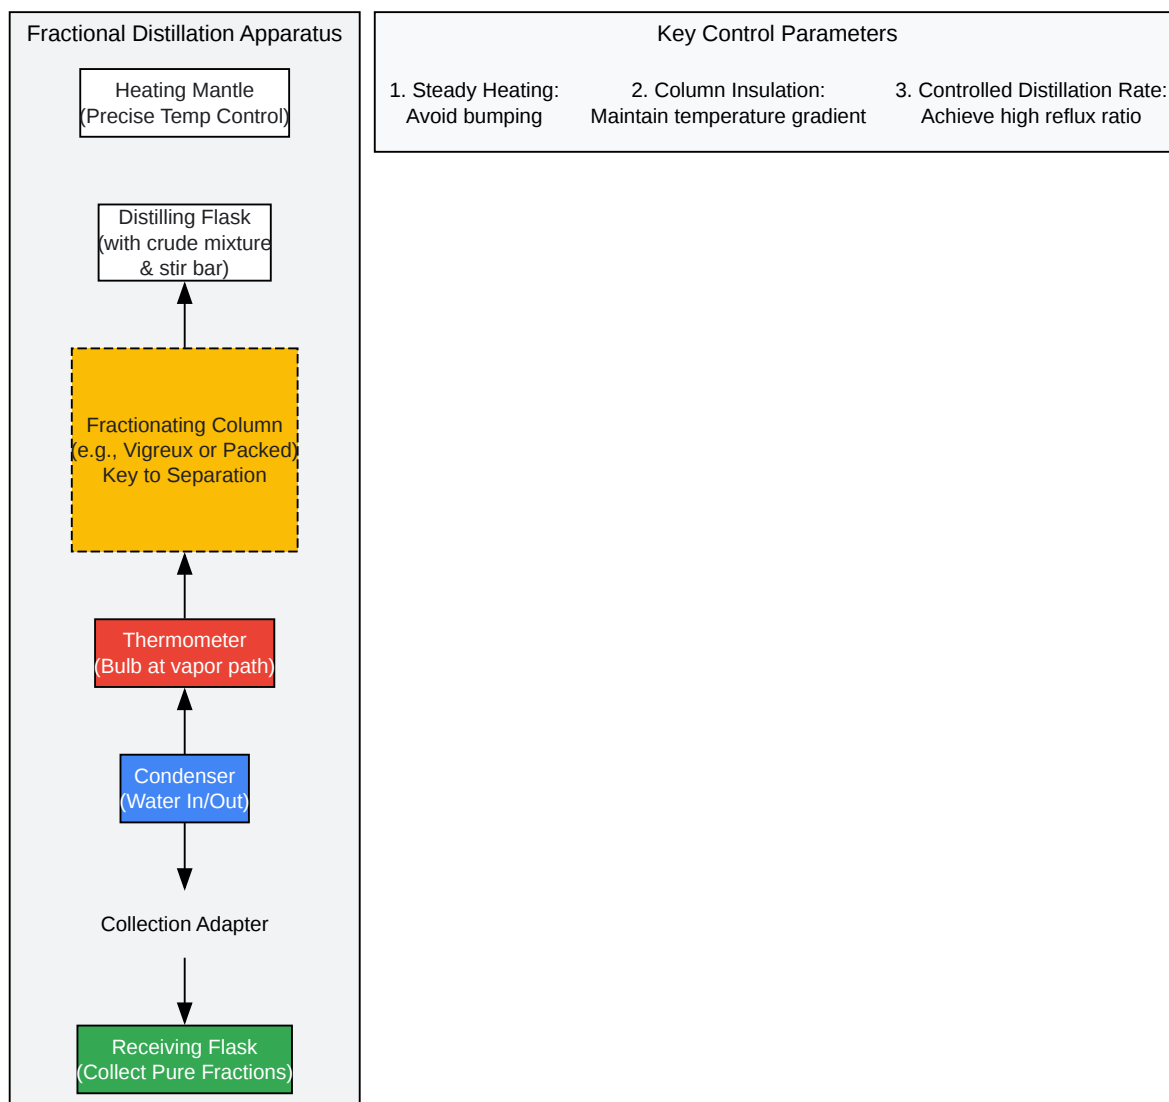 Fractional Distillation Apparatus
Heating Mantle
(Precise Temp Control)
Distilling Flask
(with crude mixture
& stir bar)
Fractionating Column
(e.g., Vigreux or Packed)
Key to Separation
Thermometer
(Bulb at vapor path)
Condenser
(Water In/Out)
Collection Adapter
Receiving Flask
(Collect Pure Fractions)
Key Control Parameters
1. Steady Heating:
Avoid bumping
2. Column Insulation:
Maintain temperature gradient
3. Controlled Distillation Rate:
Achieve high reflux ratio